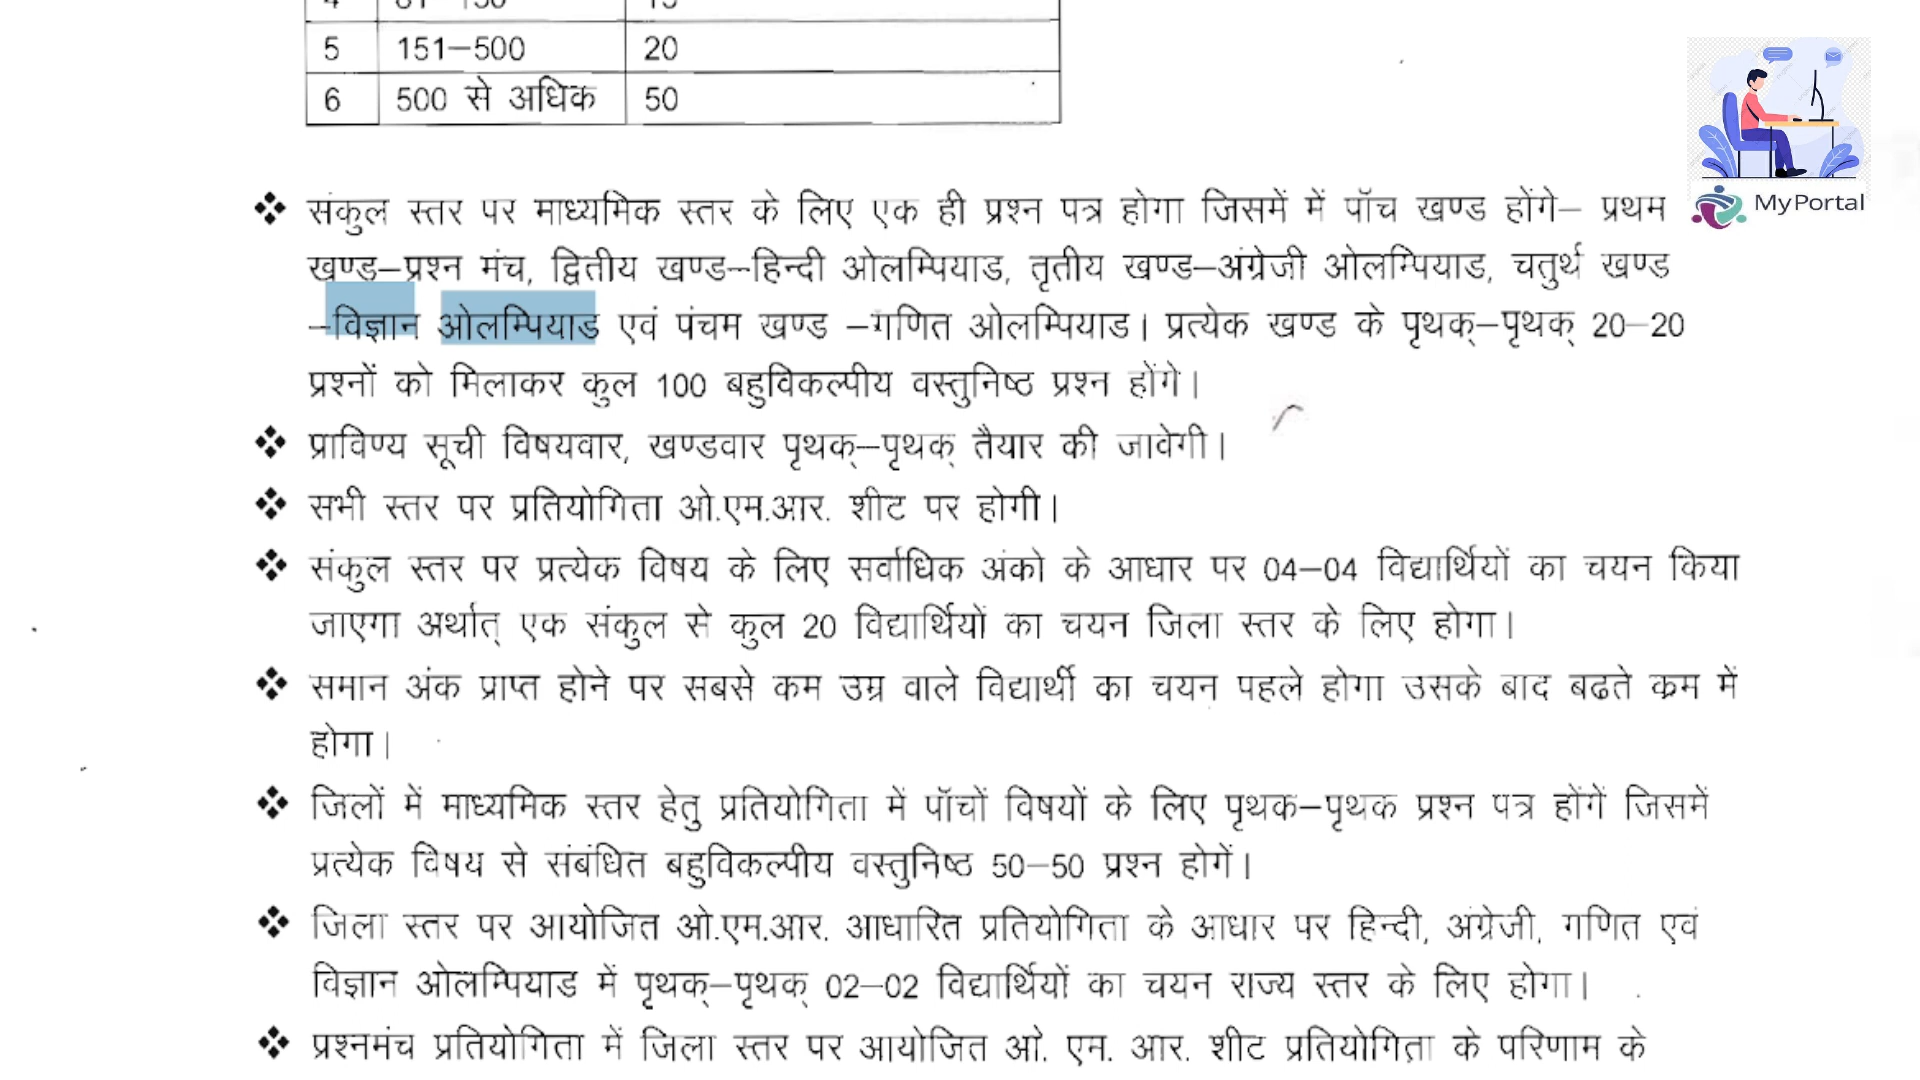 5 151–500 20
6 500 से अधिक 50
MyPortal
❖ संकुल स्तर पर माध्यमिक स्तर के लिए एक ही प्रश्न पत्र होगा जिसमें में पॉच खण्ड होंगे– प्रथम
खण्ड–प्रश्न मंच, द्वितीय खण्ड–हिन्दी ओलम्पियाड, तृतीय खण्ड–अंग्रेजी ओलम्पियाड, चतुर्थ खण्ड
–विज्ञान ओलम्पियाड एवं पंचम खण्ड –गणित ओलम्पियाड। प्रत्येक खण्ड के पृथक्–पृथक् 20–20
प्रश्नों को मिलाकर कुल 100 बहुविकल्पीय वस्तुनिष्ठ प्रश्न होंगे।
❖ प्राविण्य सूची विषयवार, खण्डवार पृथक्–पृथक् तैयार की जावेगी।
❖ सभी स्तर पर प्रतियोगिता ओ.एम.आर. शीट पर होगी।
❖ संकुल स्तर पर प्रत्येक विषय के लिए सर्वाधिक अंको के आधार पर 04–04 विद्यार्थियों का चयन किया
जाएगा अर्थात् एक संकुल से कुल 20 विद्यार्थियों का चयन जिला स्तर के लिए होगा।
❖ समान अंक प्राप्त होने पर सबसे कम उम्र वाले विद्यार्थी का चयन पहले होगा उसके बाद बढते क्रम में
होगा।
❖ जिलों में माध्यमिक स्तर हेतु प्रतियोगिता में पॉचों विषयों के लिए पृथक–पृथक प्रश्न पत्र होंगें जिसमें
प्रत्येक विषय से संबंधित बहुविकल्पीय वस्तुनिष्ठ 50–50 प्रश्न होगें।
❖ जिला स्तर पर आयोजित ओ.एम.आर. आधारित प्रतियोगिता के आधार पर हिन्दी, अंग्रेजी, गणित एवं
विज्ञान ओलम्पियाड में पृथक्–पृथक् 02–02 विद्यार्थियों का चयन राज्य स्तर के लिए होगा।
❖ प्रश्नमंच प्रतियोगिता में जिला स्तर पर आयोजित ओ. एम. आर. शीट प्रतियोगिता के परिणाम के